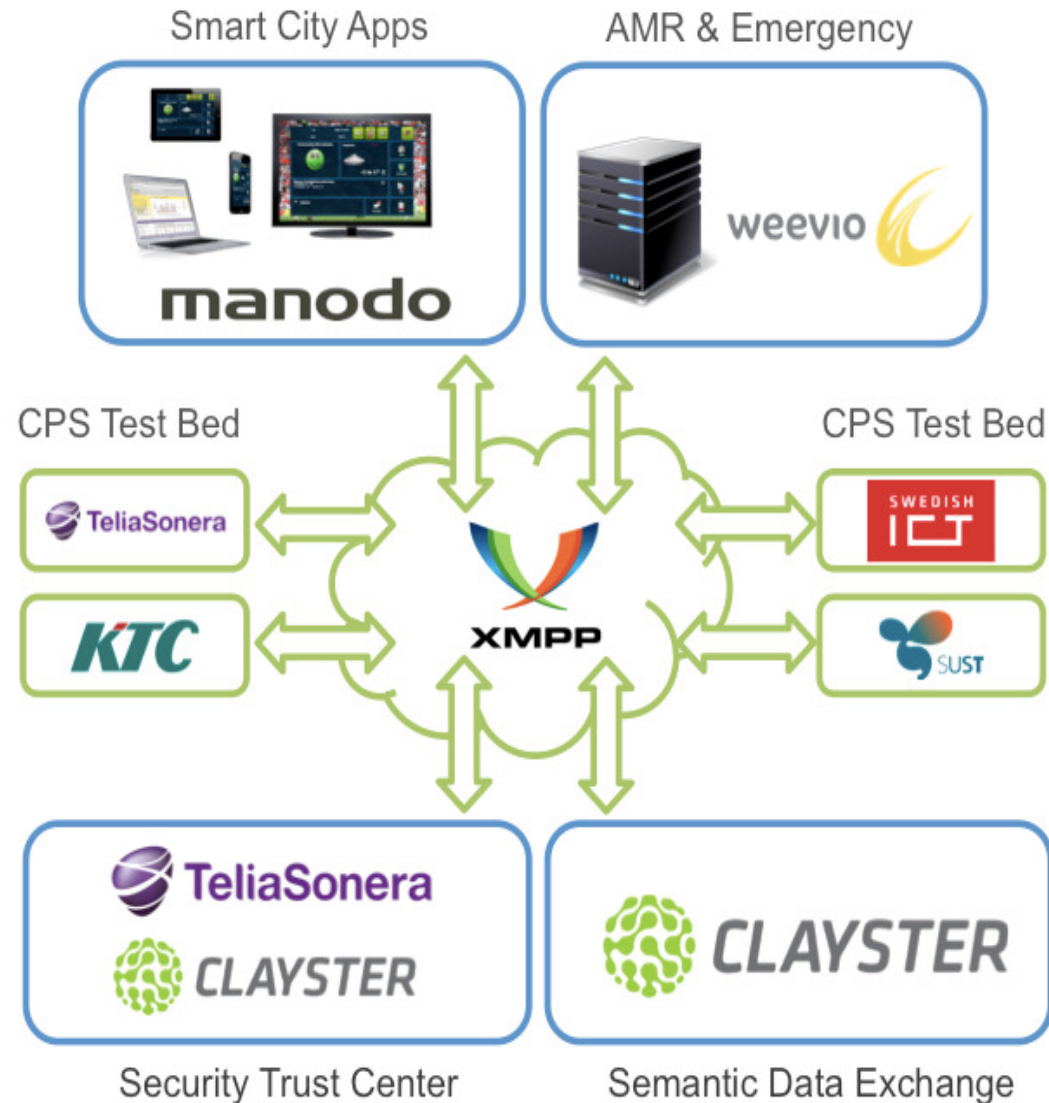 Smart City Apps
AMR & Emergency
manodo
weevio
CPS Test Bed
CPS Test Bed
TeliaSonera
SWEDISH
ICT
KTC
XMPP
SUST
TeliaSonera
CLAYSTER
CLAYSTER
Security Trust Center
Semantic Data Exchange